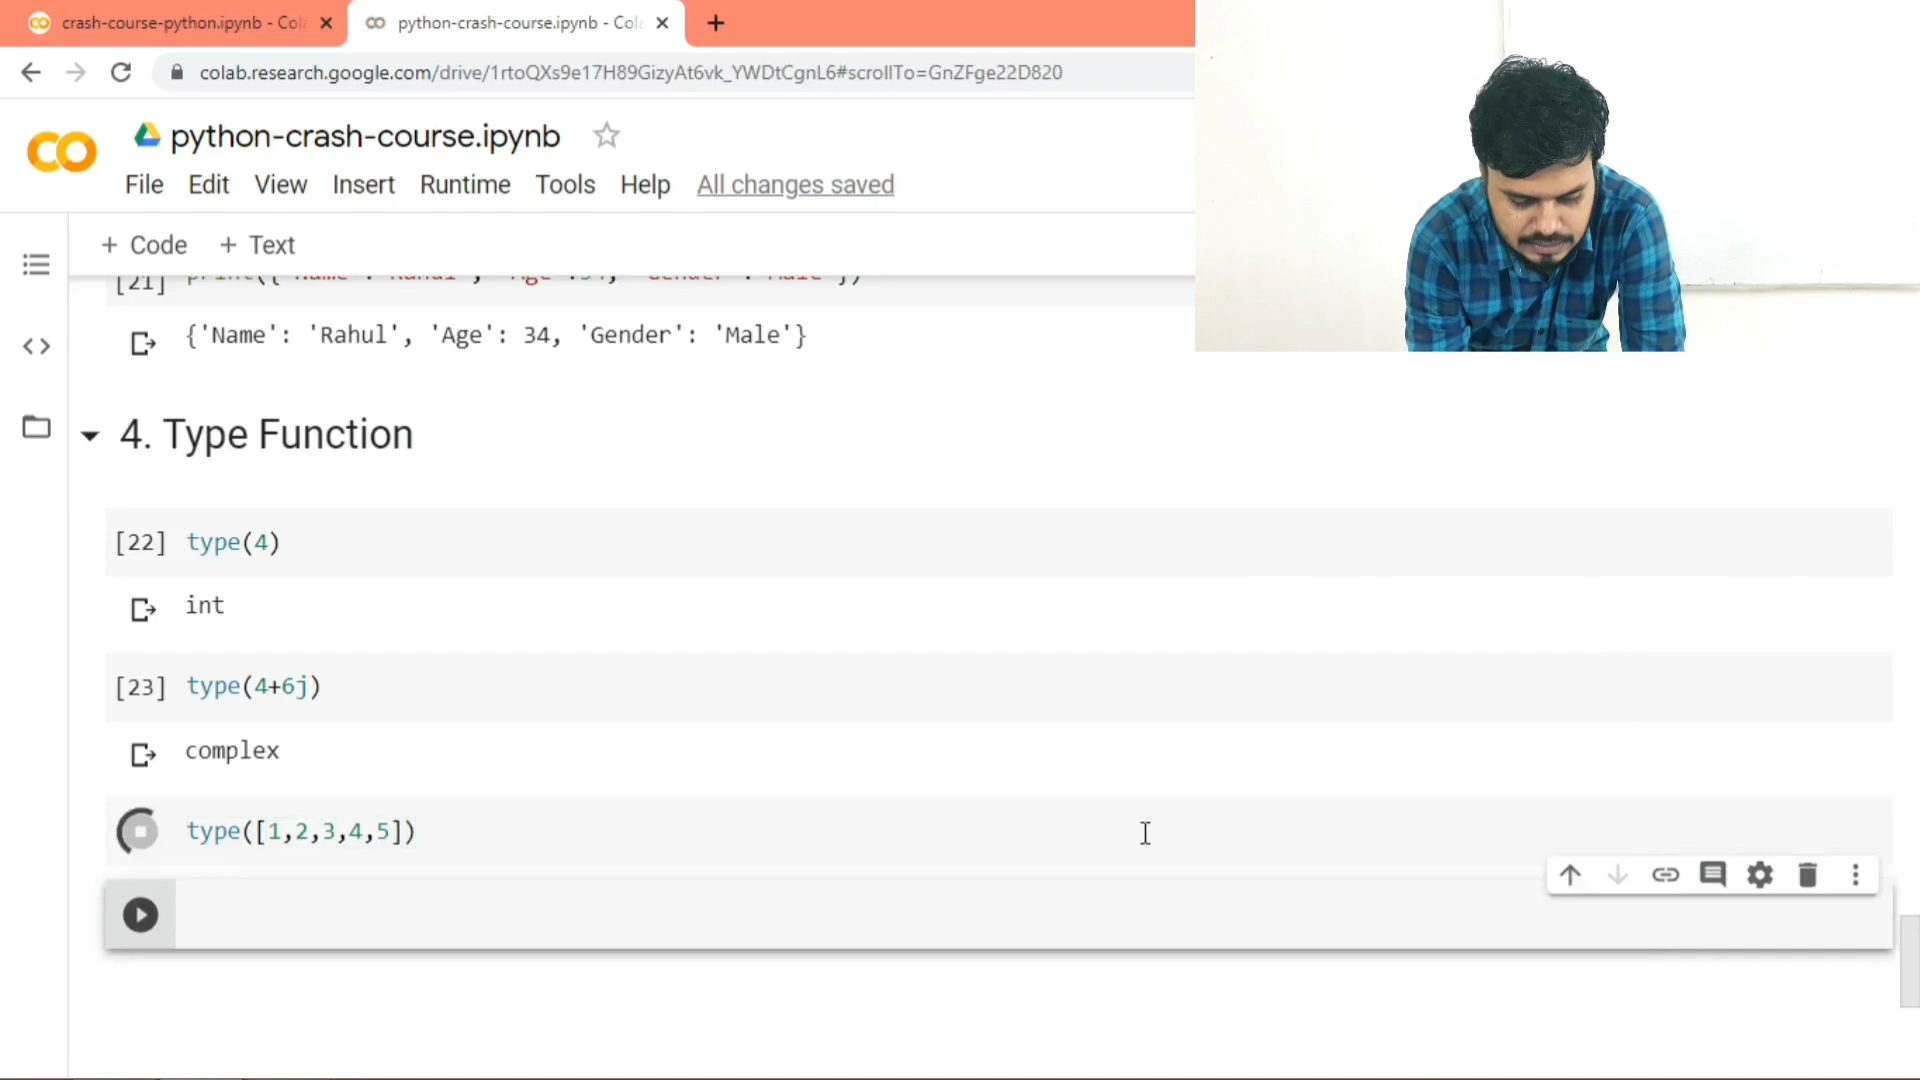 crash-course-python.ipynb - Col
python-crash-course.ipynb - Cola
colab.research.google.com/drive/1rtoQXs9e17H89GizyAt6vk_YWDtCgnL6#scrollTo=GnZFge22D820
python-crash-course.ipynb
File Edit View Insert Runtime Tools Help All changes saved
+ Code + Text
[21]
{'Name': 'Rahul', 'Age': 34, 'Gender': 'Male'}
4. Type Function
[22] type(4)
int
[23] type(4+6j)
complex
type([1,2,3,4,5])